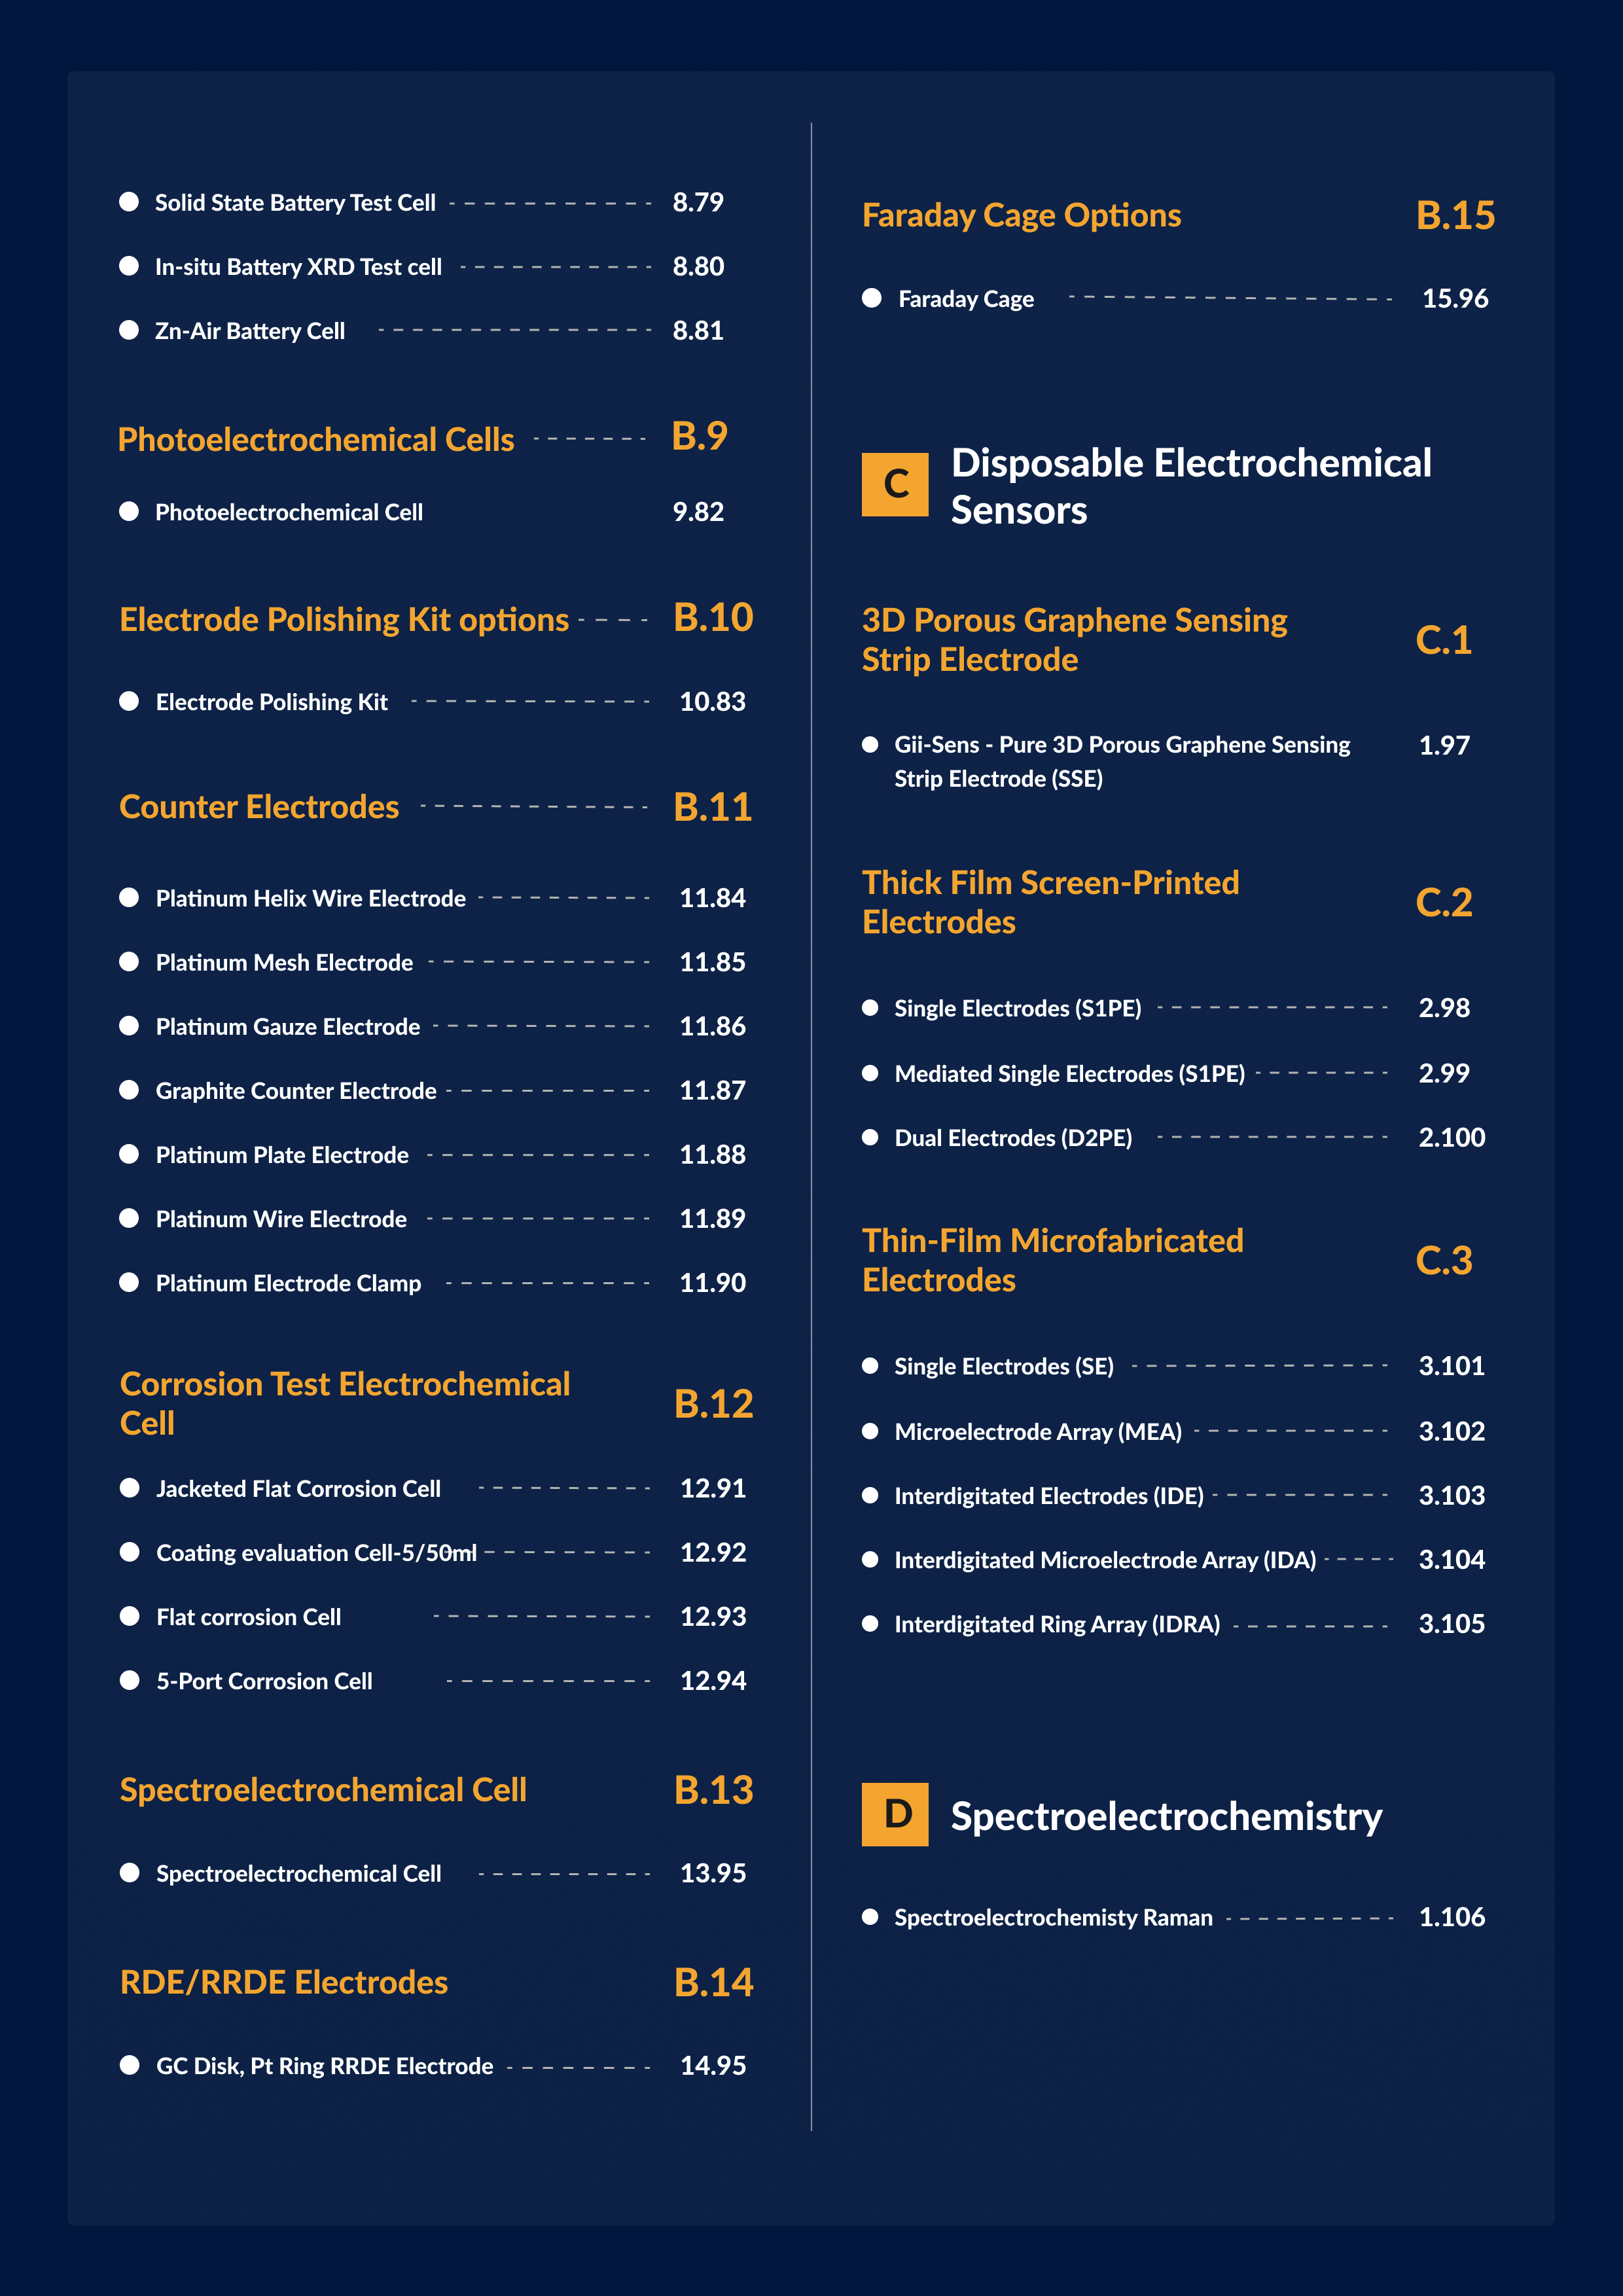 Solid State Battery Test Cell 8.79
In-situ Battery XRD Test cell 8.80
Zn-Air Battery Cell 8.81
Photoelectrochemical Cells B.9
Photoelectrochemical Cell 9.82
Electrode Polishing Kit options B.10
Electrode Polishing Kit 10.83
Counter Electrodes B.11
Platinum Helix Wire Electrode 11.84
Platinum Mesh Electrode 11.85
Platinum Gauze Electrode 11.86
Graphite Counter Electrode 11.87
Platinum Plate Electrode 11.88
Platinum Wire Electrode 11.89
Platinum Electrode Clamp 11.90
Corrosion Test Electrochemical
Cell B.12
Jacketed Flat Corrosion Cell 12.91
Coating evaluation Cell-5/50ml 12.92
Flat corrosion Cell 12.93
5-Port Corrosion Cell 12.94
Spectroelectrochemical Cell B.13
Spectroelectrochemical Cell 13.95
RDE/RRDE Electrodes B.14
GC Disk, Pt Ring RRDE Electrode 14.95
Faraday Cage Options B.15
Faraday Cage 15.96
C Disposable Electrochemical
Sensors
3D Porous Graphene Sensing
Strip Electrode C.1
Gii-Sens - Pure 3D Porous Graphene Sensing 1.97
Strip Electrode (SSE)
Thick Film Screen-Printed
Electrodes C.2
Single Electrodes (S1PE) 2.98
Mediated Single Electrodes (S1PE) 2.99
Dual Electrodes (D2PE) 2.100
Thin-Film Microfabricated
Electrodes C.3
Single Electrodes (SE) 3.101
Microelectrode Array (MEA) 3.102
Interdigitated Electrodes (IDE) 3.103
Interdigitated Microelectrode Array (IDA) 3.104
Interdigitated Ring Array (IDRA) 3.105
D Spectroelectrochemistry
Spectroelectrochemisty Raman 1.106